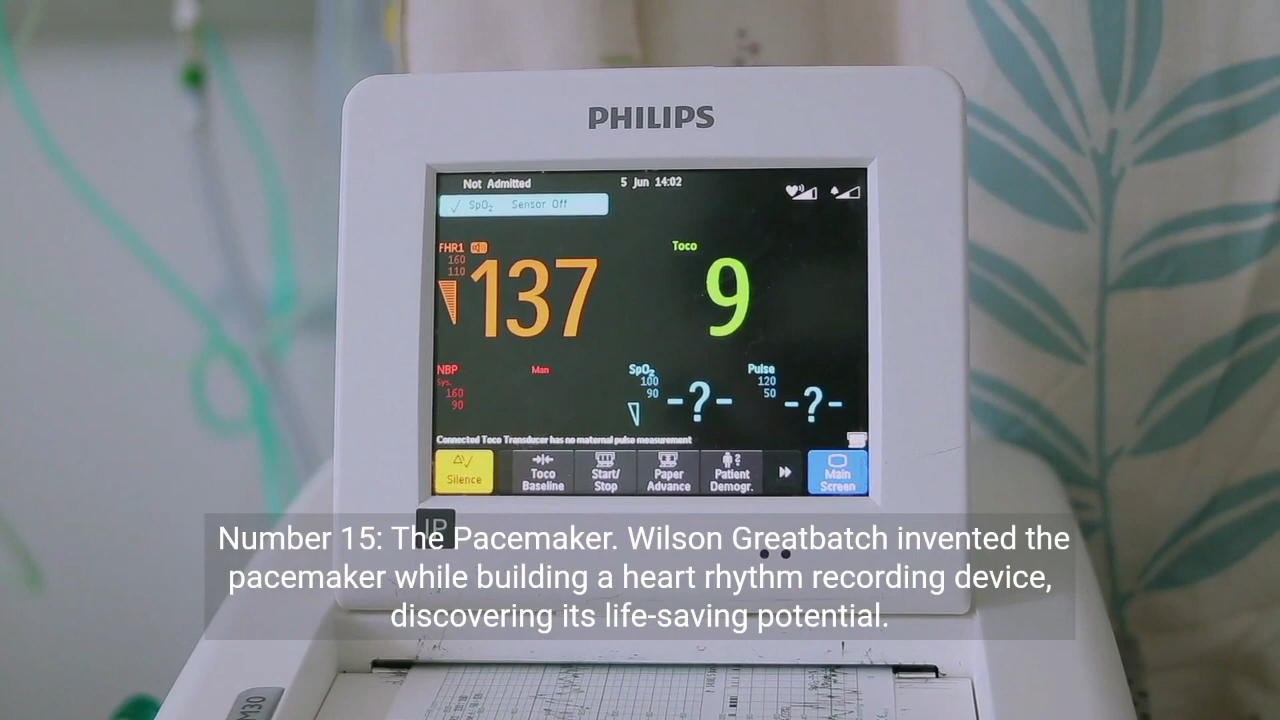 PHILIPS
Not Admitted
5 Jun 14:02
SpO₂ Sensor Off
FHR1
160
110
137
Toco
9
NBP
Sys.
160
90
Man
SpO₂
100
90
-?-
Pulse
120
50
-?-
Connected Toco Transducer has no maternal pulse measurement
Silence
Toco
Baseline
Start/
Stop
Paper
Advance
Patient
Demogr.
Main
Screen
IP
Number 15: The Pacemaker. Wilson Greatbatch invented the
pacemaker while building a heart rhythm recording device,
discovering its life-saving potential.
M30